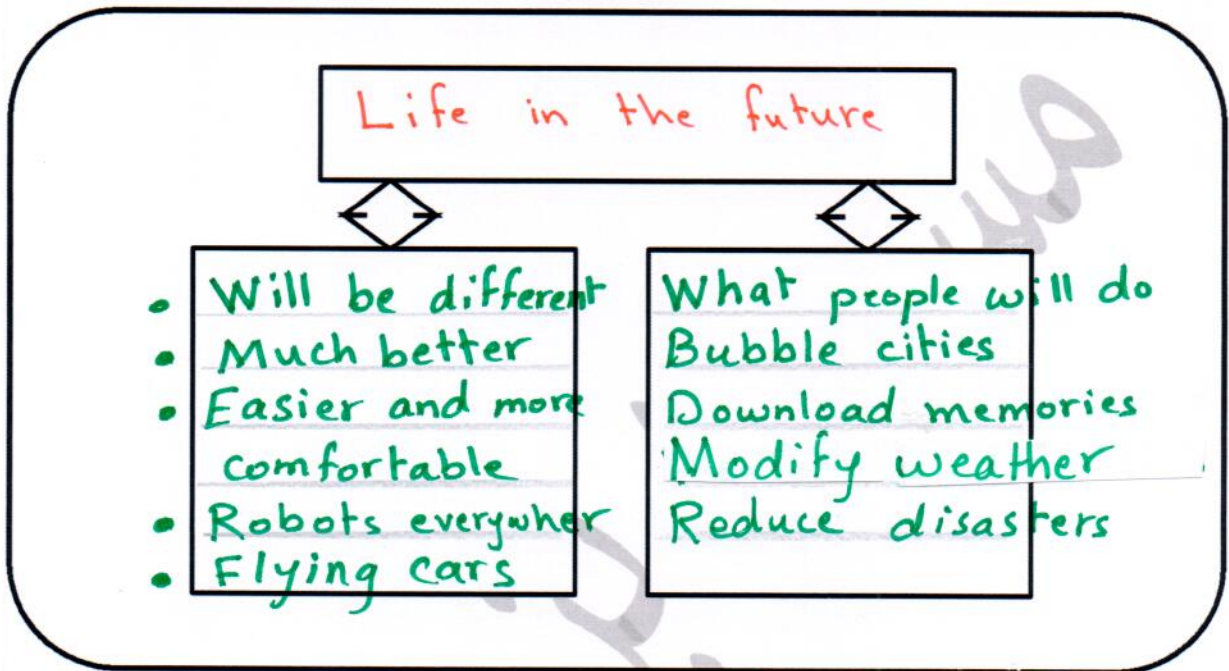 Life in the future
• Will be different
• Much better
• Easier and more
comfortable
• Robots everywher
• Flying cars
What people will do
Bubble cities
Download memories
Modify weather
Reduce disasters